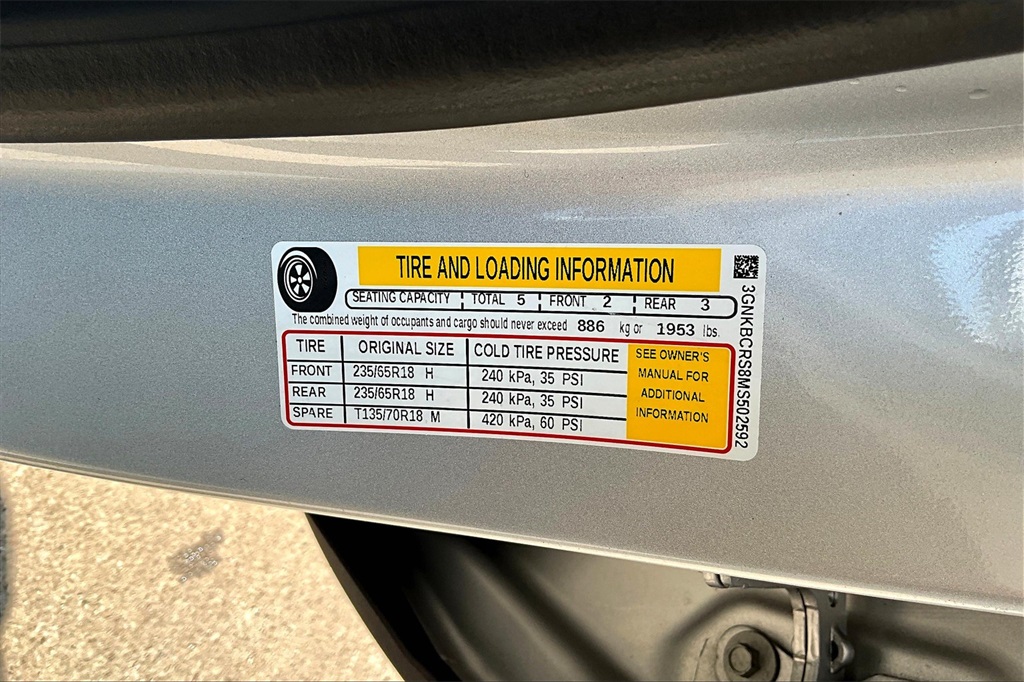 TIRE AND LOADING INFORMATION
SEATING CAPACITY TOTAL 5 FRONT 2 REAR 3
The combined weight of occupants and cargo should never exceed 886 kg or 1953 lbs.
TIRE ORIGINAL SIZE COLD TIRE PRESSURE
FRONT 235/65R18 H 240 kPa, 35 PSI
REAR 235/65R18 H 240 kPa, 35 PSI
SPARE T135/70R18 M 420 kPa, 60 PSI
SEE OWNER'S
MANUAL FOR
ADDITIONAL
INFORMATION
3GNKBCRS8MS502592